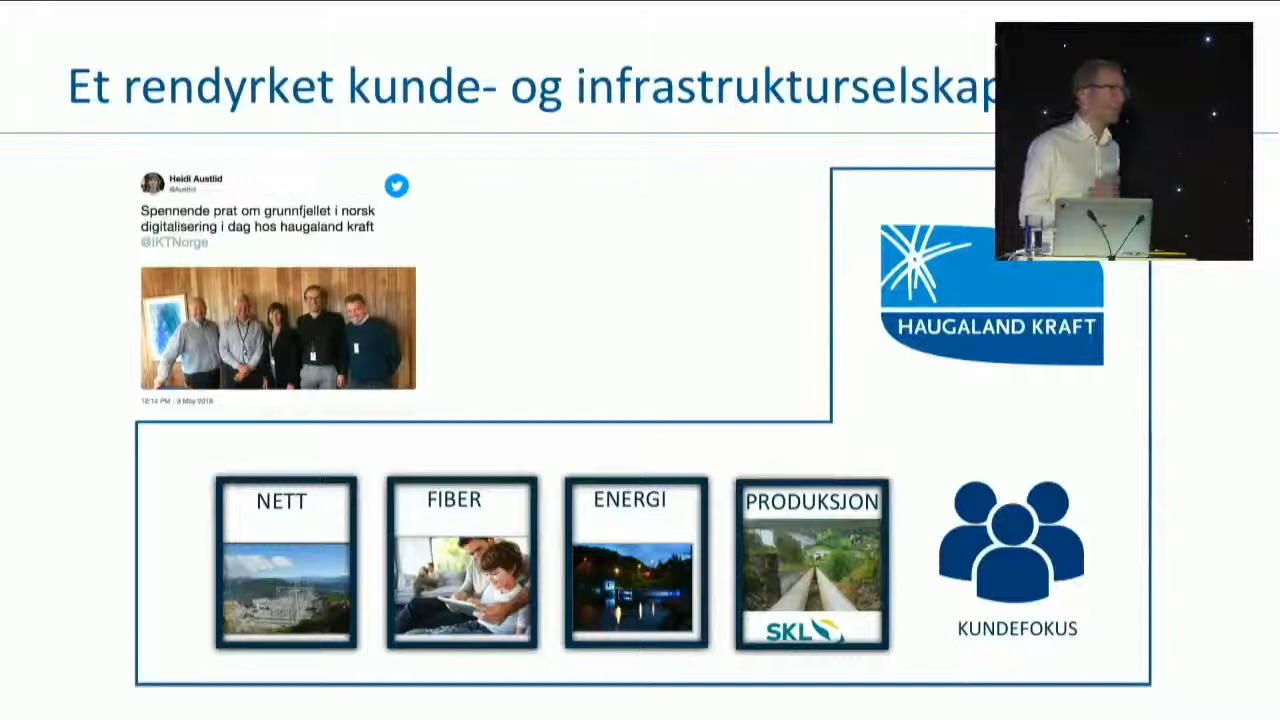 Et rendyrket kunde- og infrastrukturselskap
Heidi Austlid
@Austlid
Spennende prat om grunnfjellet i norsk
digitalisering i dag hos haugaland kraft
@IKTNorge
12:14 PM - 3 May 2018
HAUGALAND KRAFT
NETT
FIBER
ENERGI
PRODUKSJON
SKL
KUNDEFOKUS